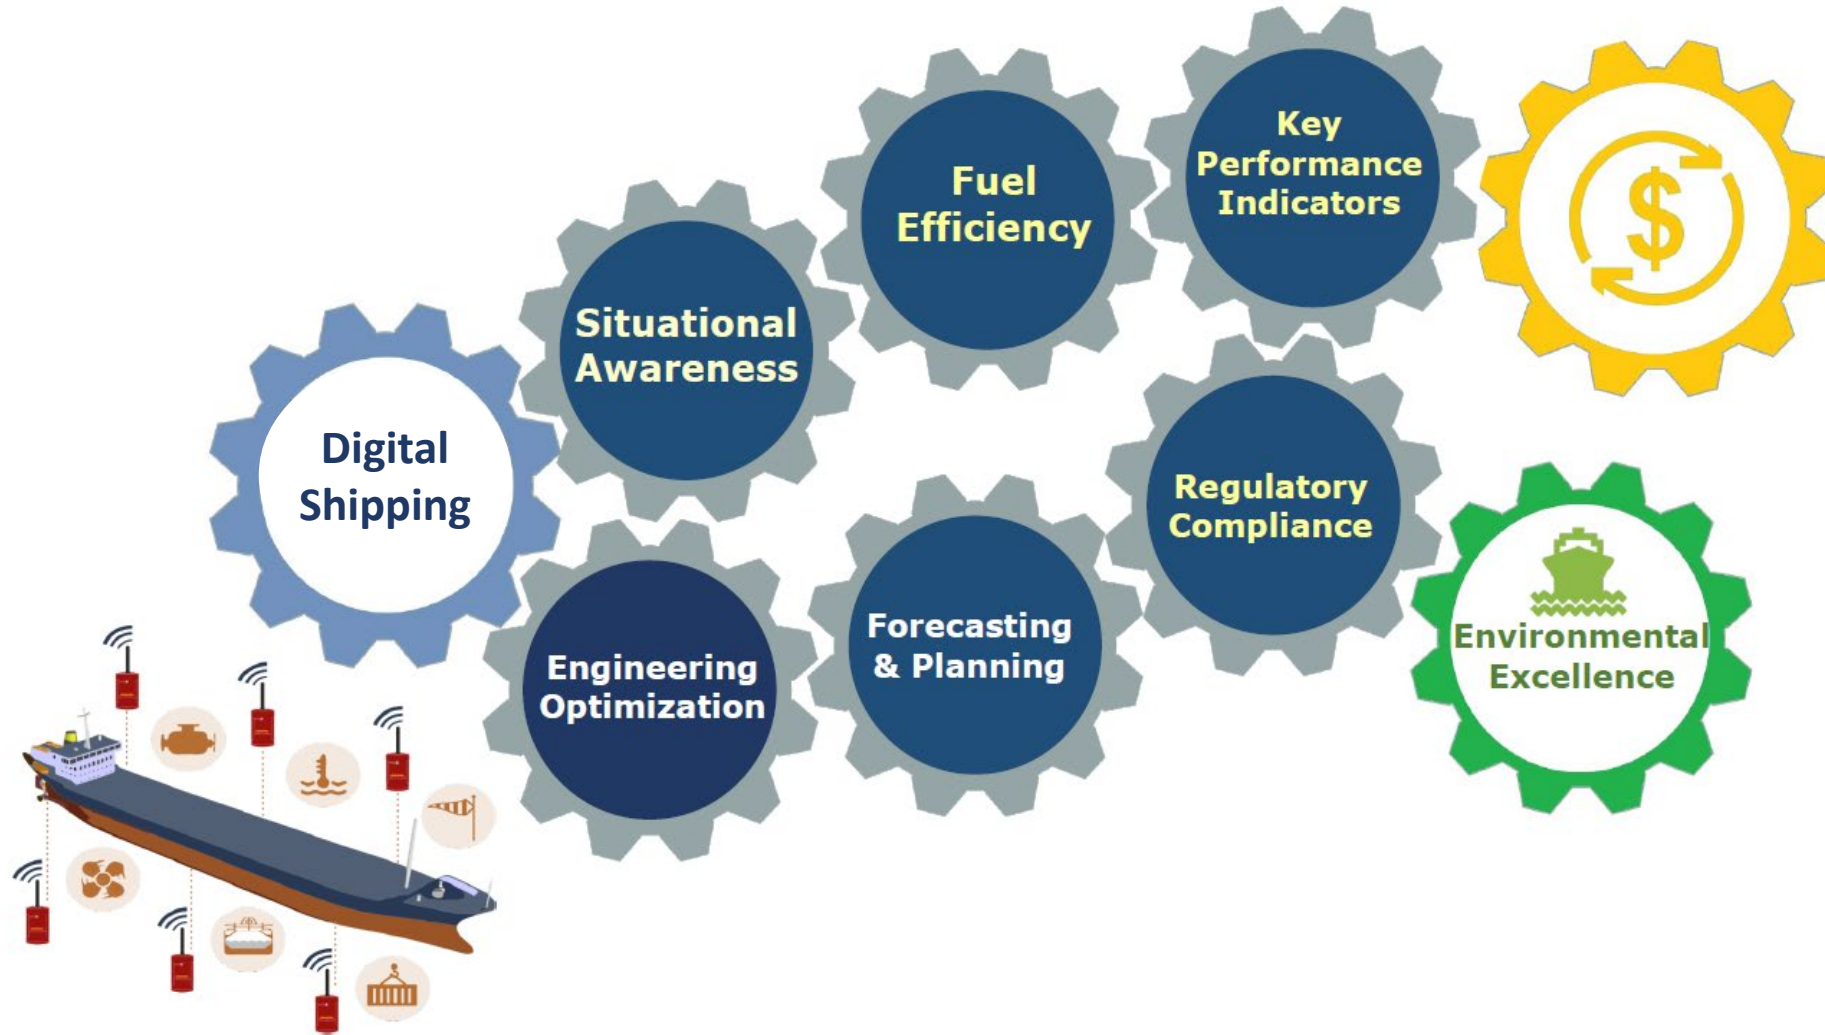 Key
Performance
Indicators
$
Fuel
Efficiency
Situational
Awareness
Digital
Shipping
Regulatory
Compliance
Forecasting
& Planning
Engineering
Optimization
Environmental
Excellence